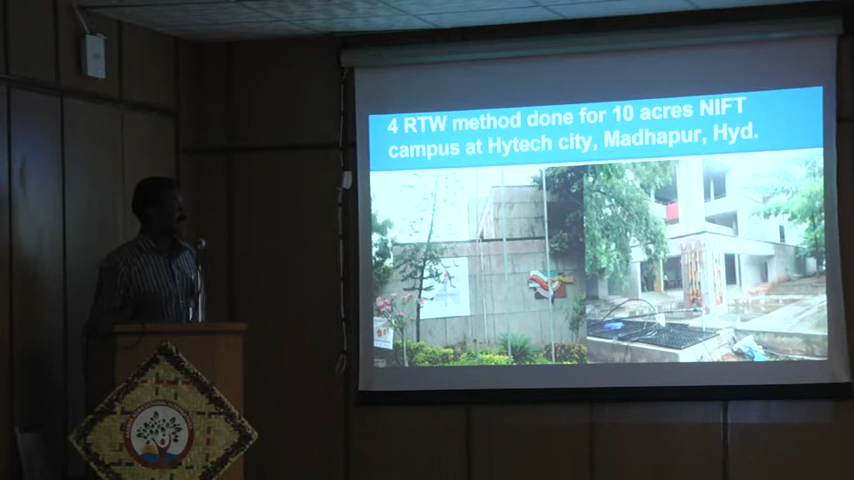 4 RTW method done for 10 acres NIFT
campus at Hytech city, Madhapur, Hyd.